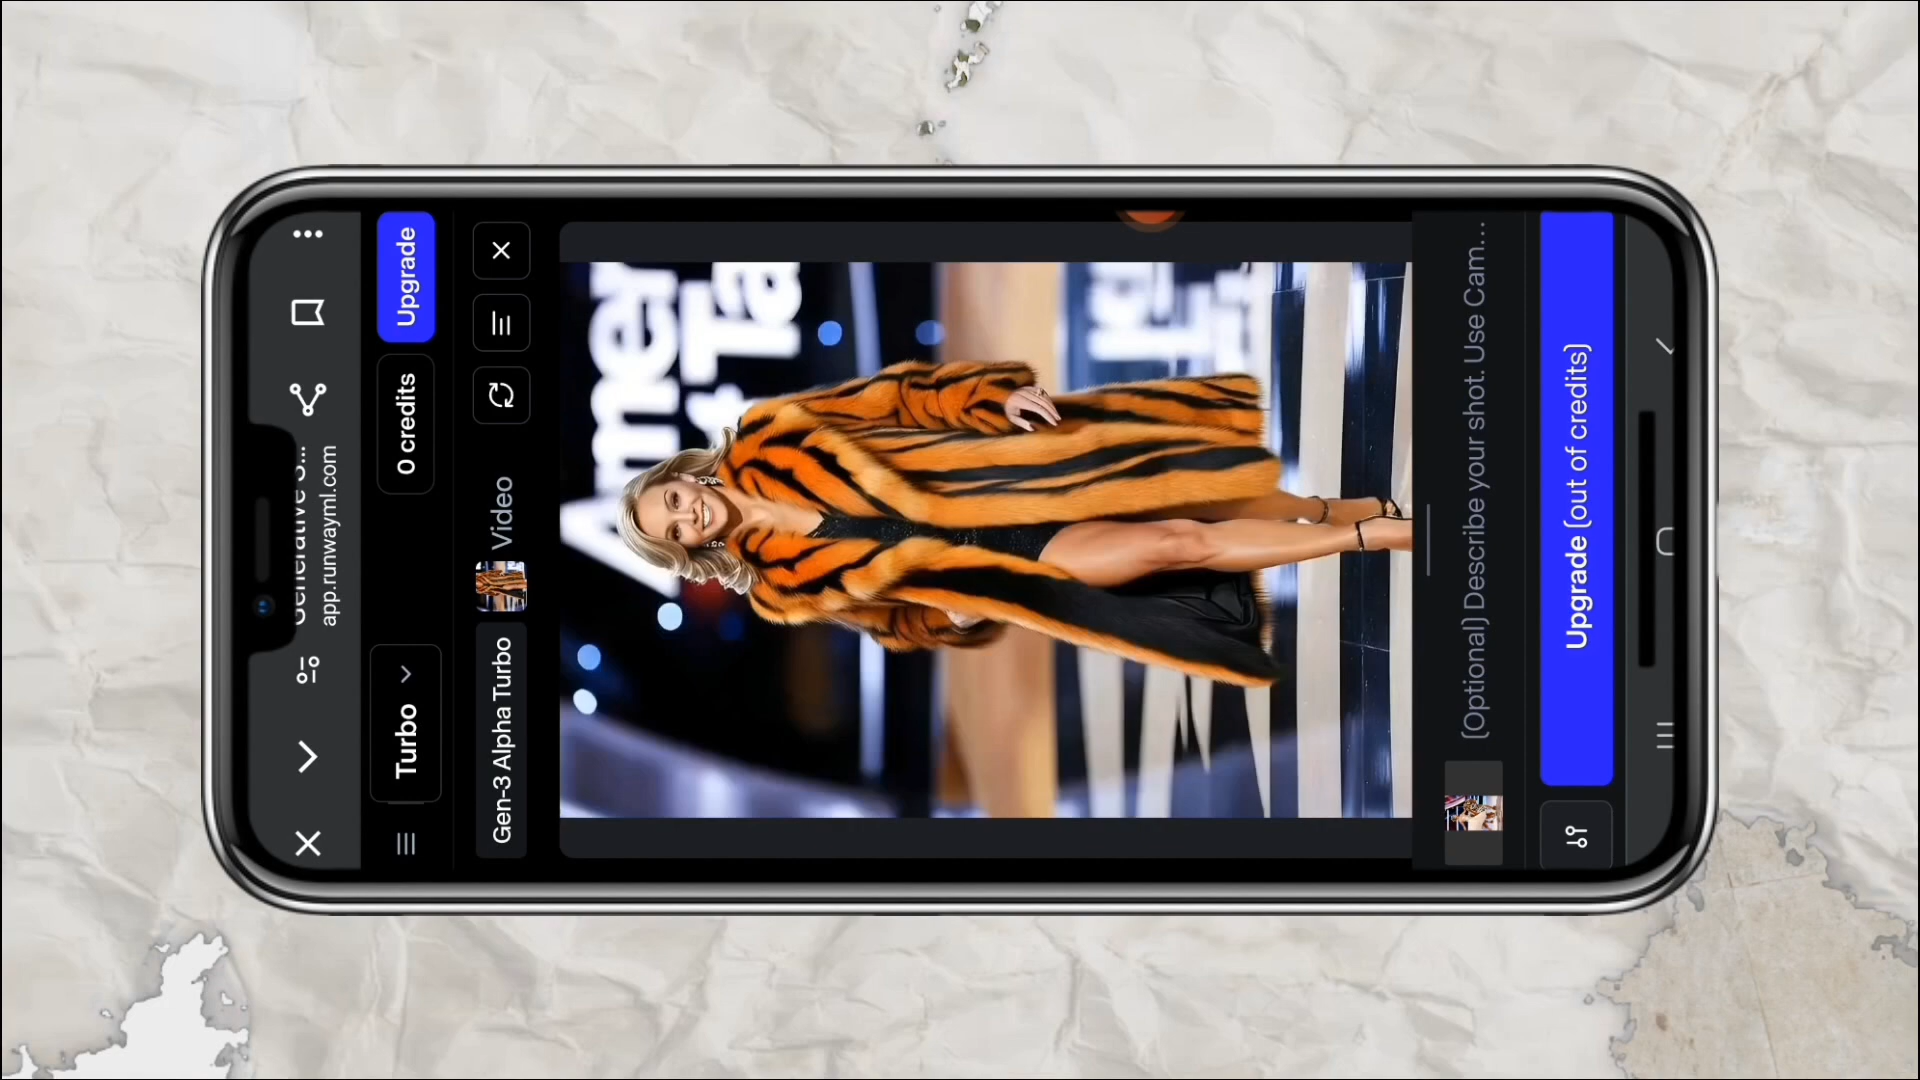 app.runwayml.com
Turbo
0 credits
Upgrade
Gen-3 Alpha Turbo
Video
(Optional) Describe your shot. Use Cam...
Upgrade (out of credits)